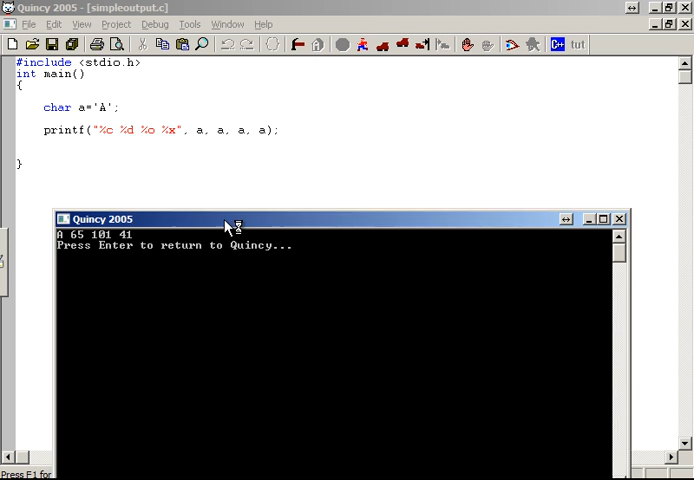 Quincy 2005 - [simpleoutput.c]
File Edit View Project Debug Tools Window Help
C++ tut
#include <stdio.h>
int main()
{
char a='A';
printf("%c %d %o %x", a, a, a, a);
}
Quincy 2005
A 65 101 41
Press Enter to return to Quincy...
Press F1 for